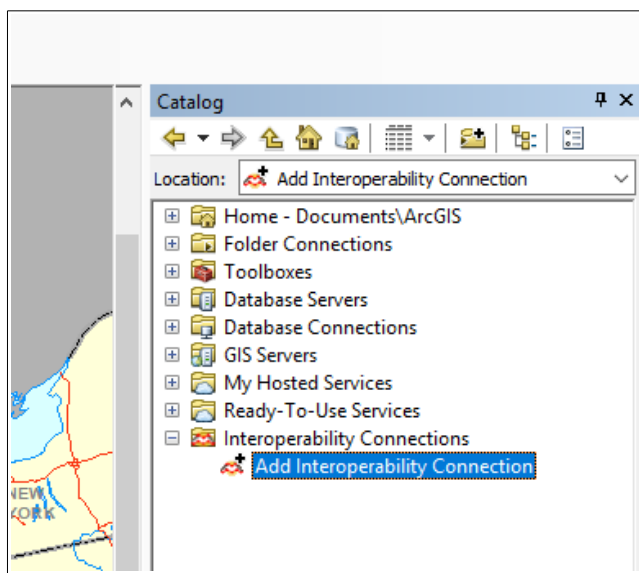 Catalog
Location: Add Interoperability Connection
Home - Documents\ArcGIS
Folder Connections
Toolboxes
Database Servers
Database Connections
GIS Servers
My Hosted Services
Ready-To-Use Services
Interoperability Connections
Add Interoperability Connection
NEW
YORK